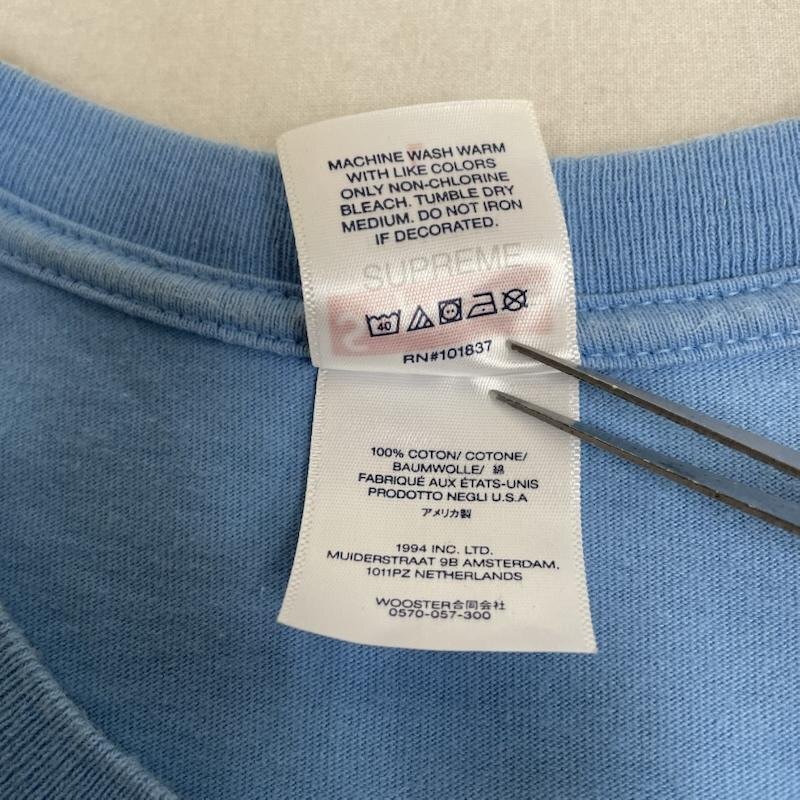 MACHINE WASH WARM
WITH LIKE COLORS
ONLY NON-CHLORINE
BLEACH. TUMBLE DRY
MEDIUM. DO NOT IRON
IF DECORATED.
SUPREME
40
RN#101837
100% COTON/ COTONE/
BAUMWOLLE/ 綿
FABRIQUÉ AUX ÉTATS-UNIS
PRODOTTO NEGLI U.S.A
アメリカ製
1994 INC. LTD.
MUIDERSTRAAT 9B AMSTERDAM,
1011PZ NETHERLANDS
WOOSTER合同会社
0570-057-300